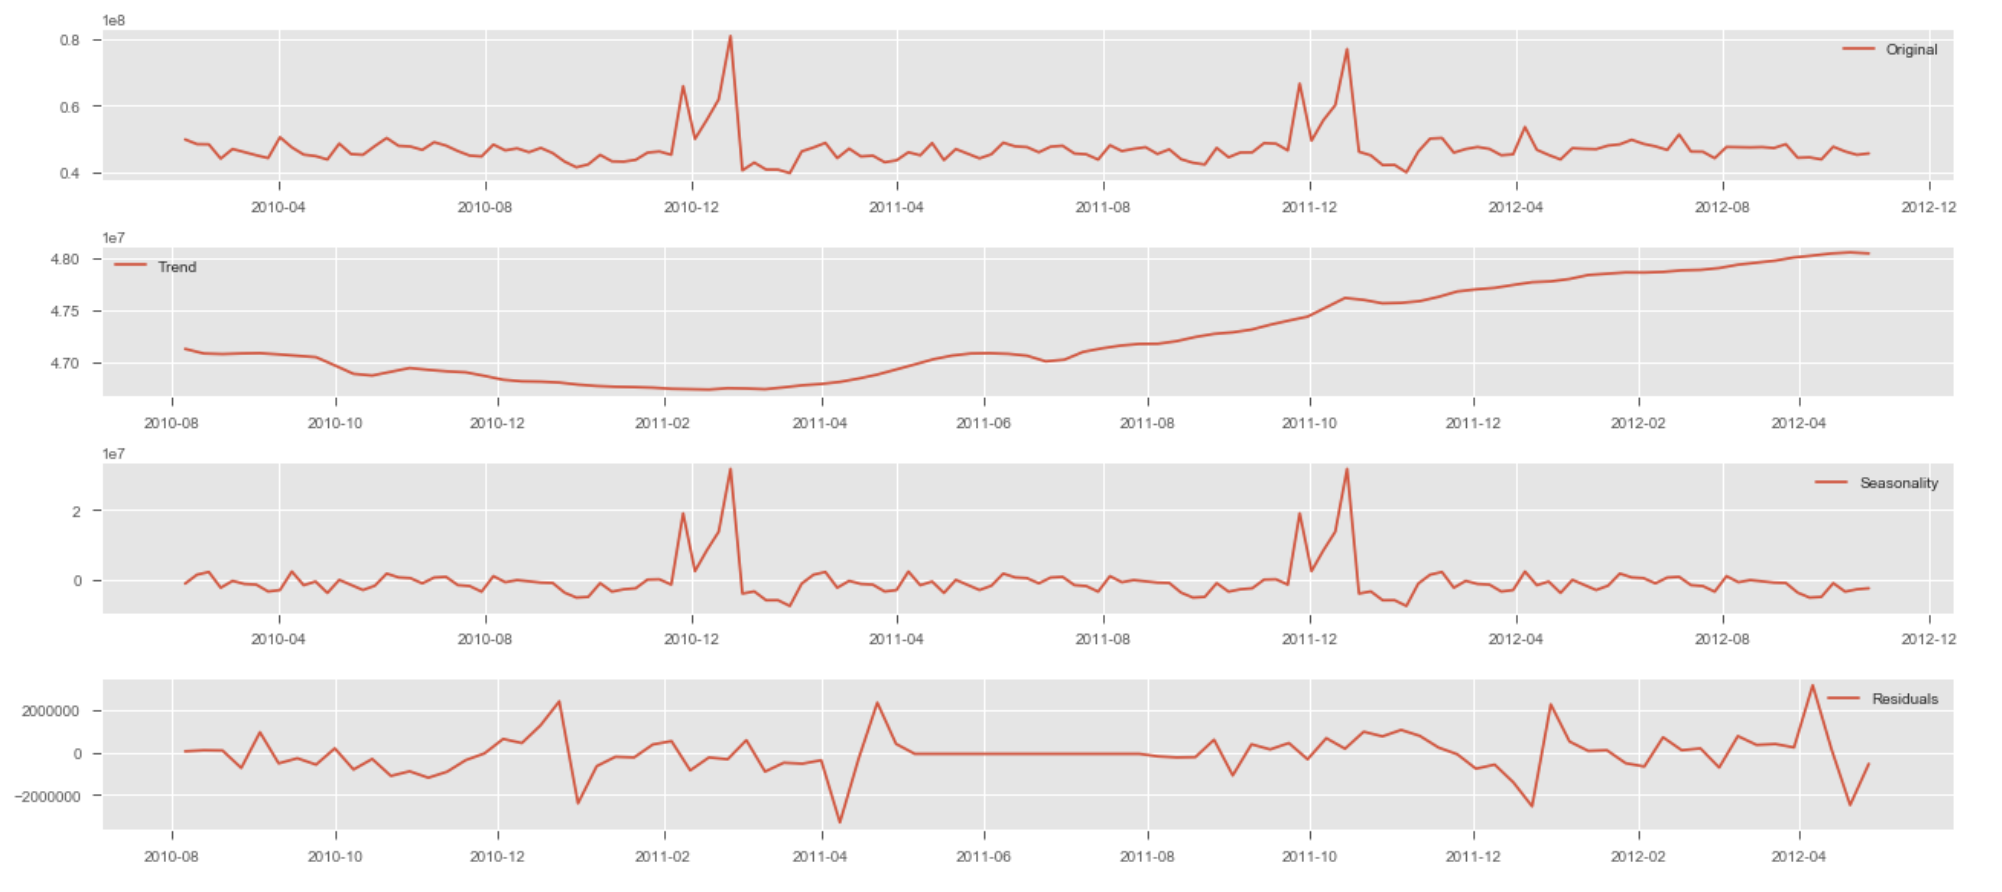 1e8
Original
0.8
0.6
0.4
2010-04 2010-08 2010-12 2011-04 2011-08 2011-12 2012-04 2012-08 2012-12
1e7
Trend
4.80
4.75
4.70
2010-08 2010-10 2010-12 2011-02 2011-04 2011-06 2011-08 2011-10 2011-12 2012-02 2012-04
1e7
Seasonality
2
0
2010-04 2010-08 2010-12 2011-04 2011-08 2011-12 2012-04 2012-08 2012-12
Residuals
2000000
0
−2000000
2010-08 2010-10 2010-12 2011-02 2011-04 2011-06 2011-08 2011-10 2011-12 2012-02 2012-04